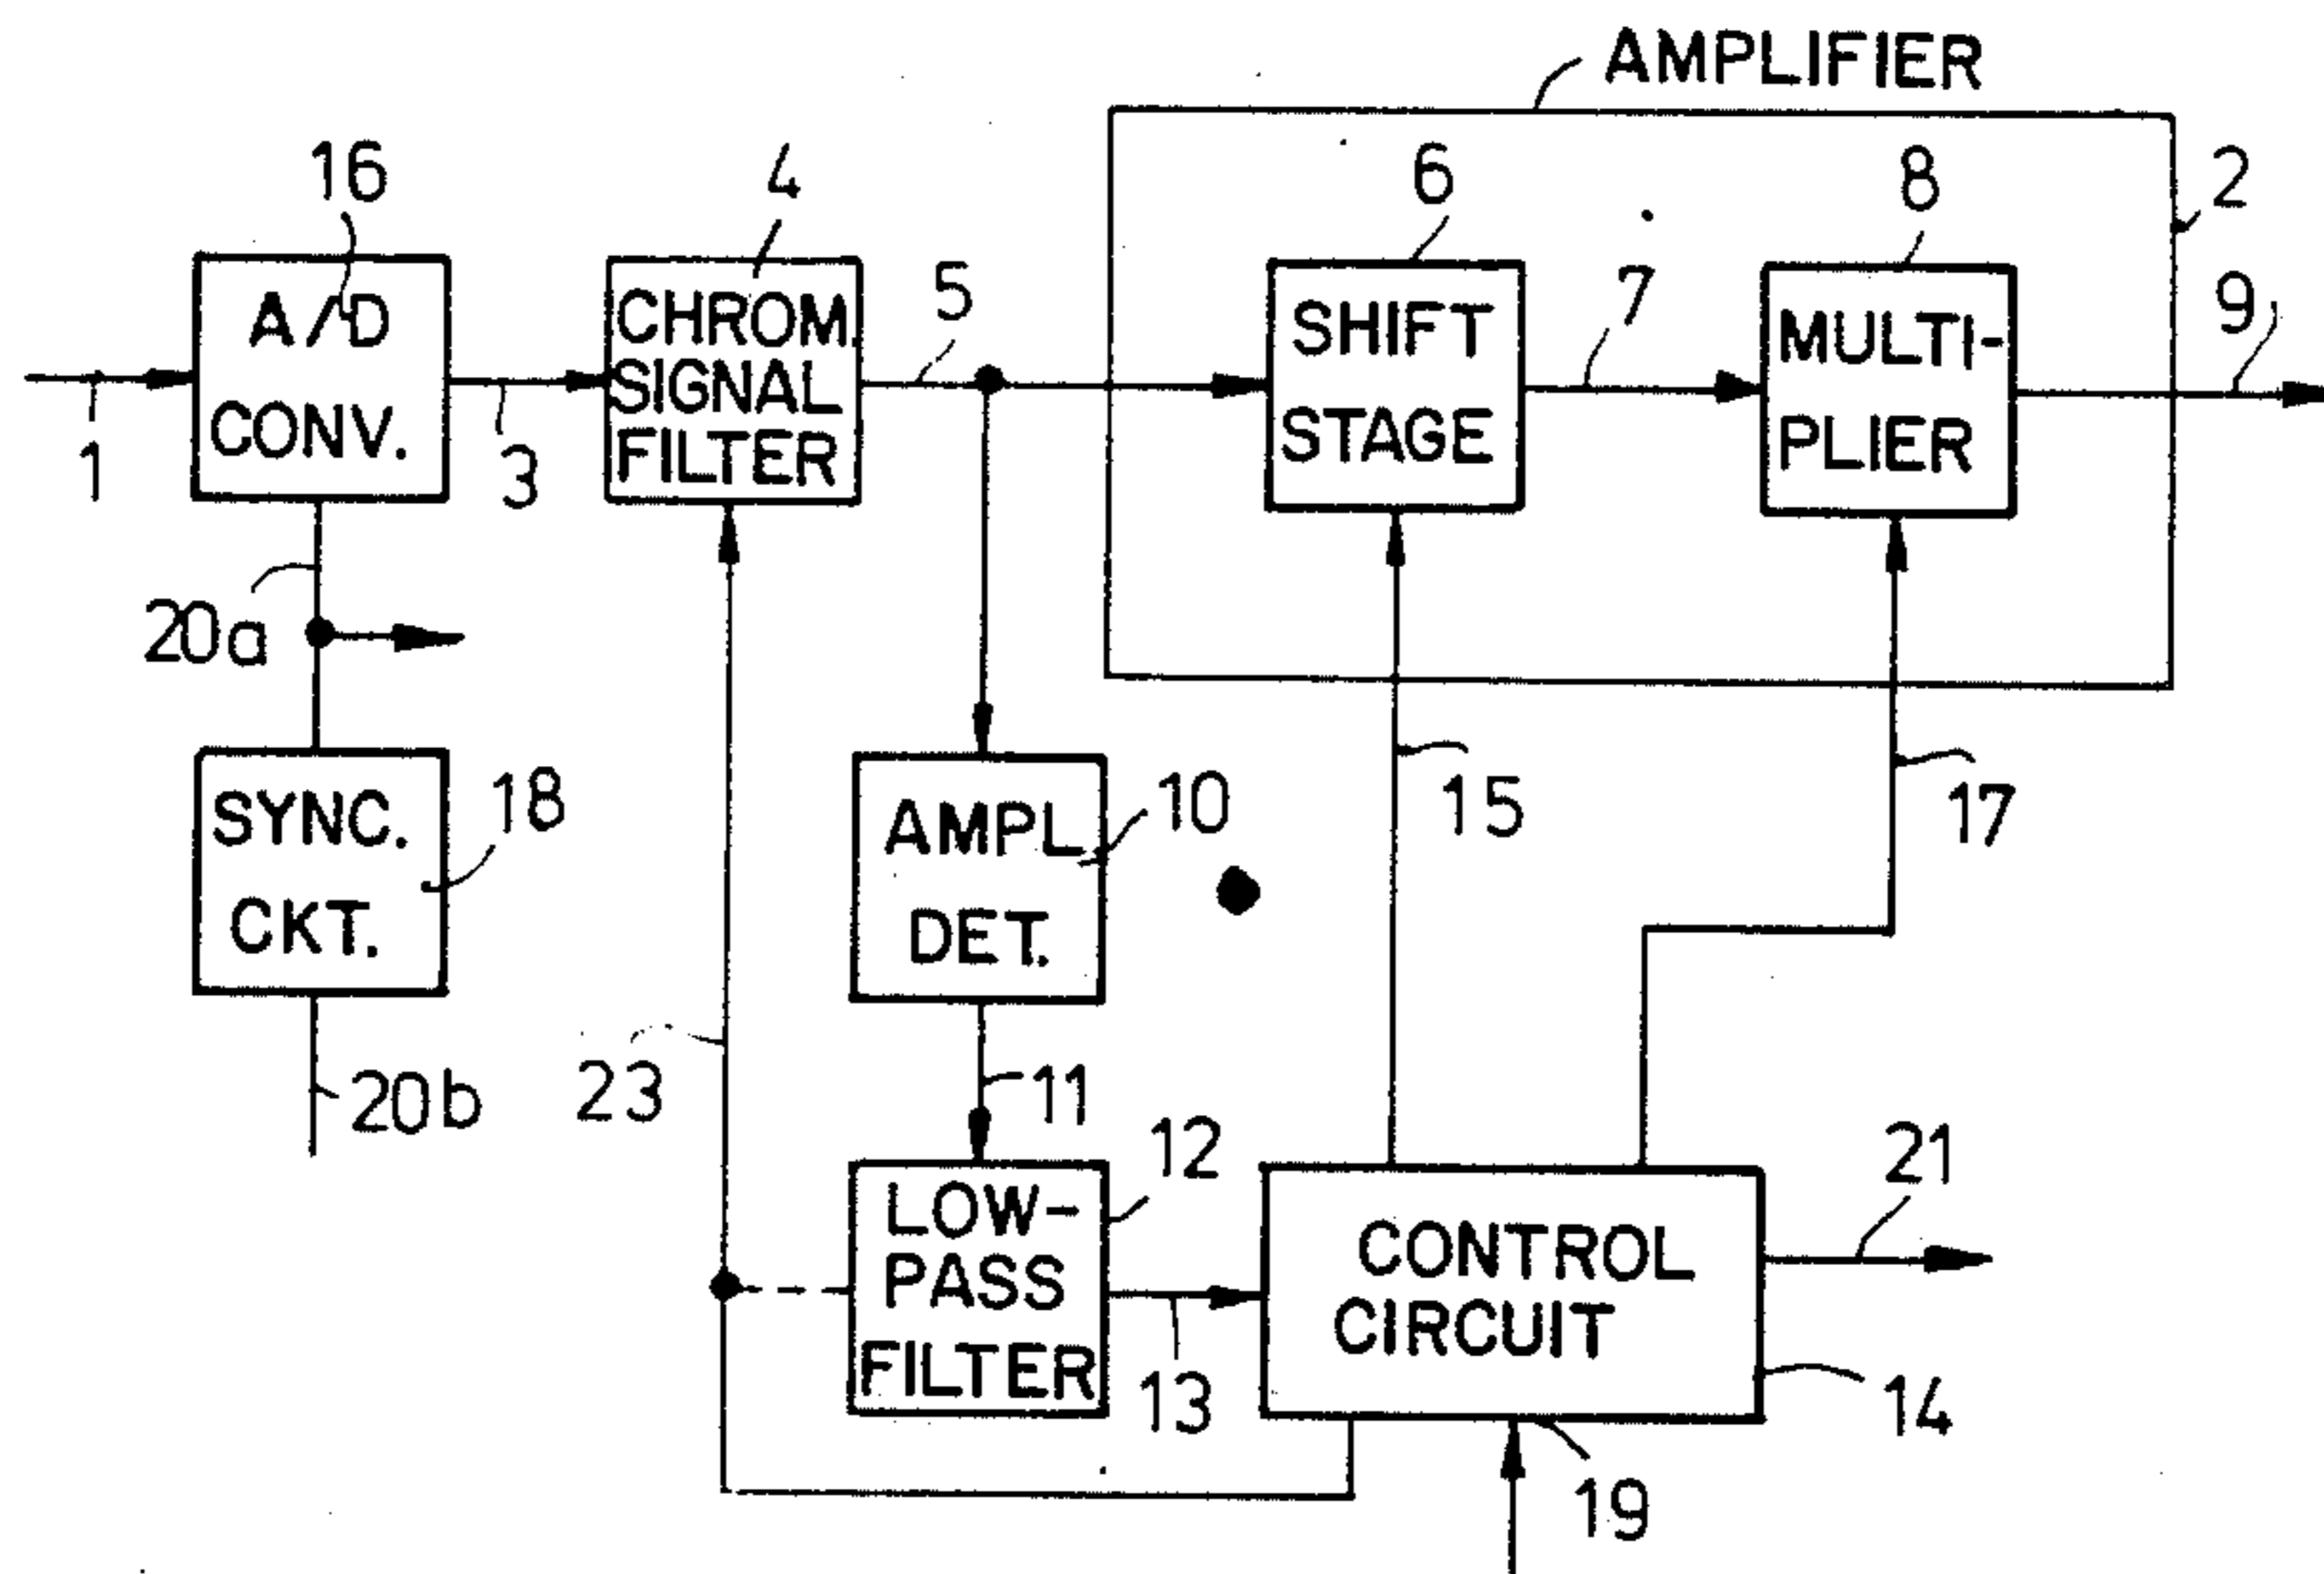 AMPLIFIER
16
4
6
8
2
A/D
CONV.
CHROM
SIGNAL
FILTER
5
SHIFT
STAGE
7
MULTI-
PLIER
9
1
3
20a
SYNC.
CKT.
18
AMPL
DET.
10
15
17
23
20b
11
12
LOW-
PASS
FILTER
13
CONTROL
CIRCUIT
21
14
19